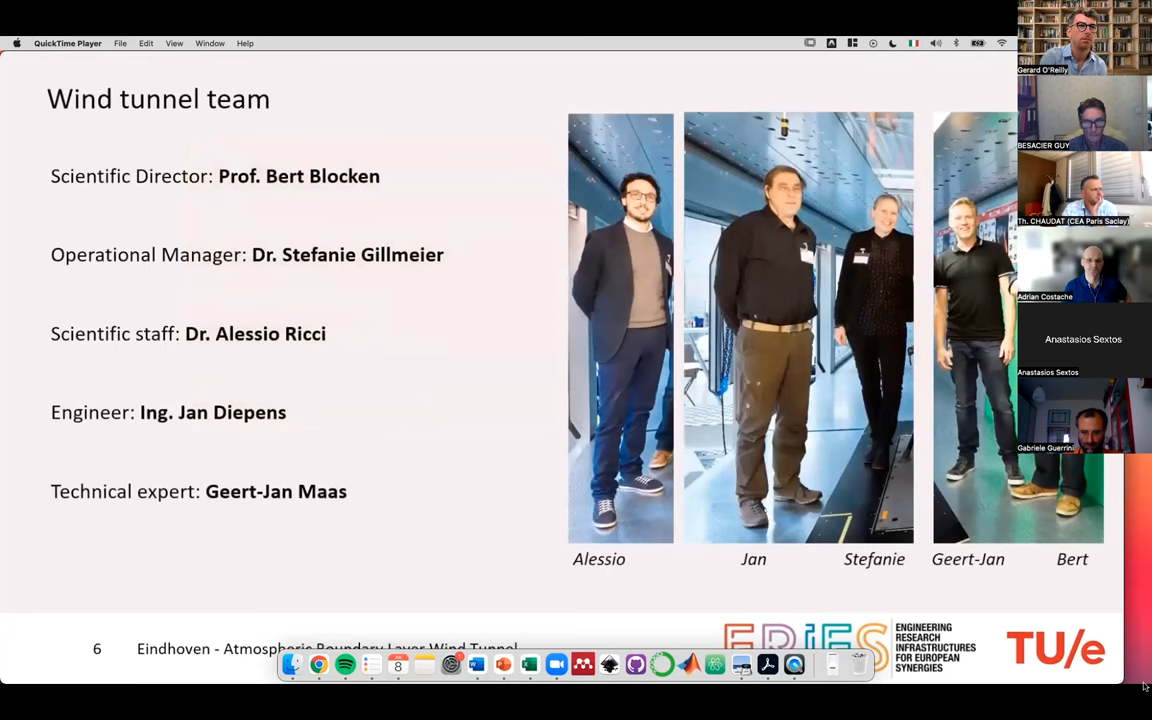 QuickTime Player File Edit View Window Help
Wind tunnel team
Scientific Director: Prof. Bert Blocken
Operational Manager: Dr. Stefanie Gillmeier
Scientific staff: Dr. Alessio Ricci
Engineer: Ing. Jan Diepens
Technical expert: Geert-Jan Maas
Alessio
Jan
Stefanie
Geert-Jan
Bert
6
Eindhoven - Atmospheric Boundary Layer Wind Tunnel
8
ERIES
ENGINEERING
RESEARCH
INFRASTRUCTURES
FOR EUROPEAN
SYNERGIES
TU/e
Gerard O'Reilly
BESACIER GUY
Th. CHAUDAT (CEA Paris Saclay)
Adrian Costache
Anastasios Sextos
Anastasios Sextos
Gabriele Guerrini